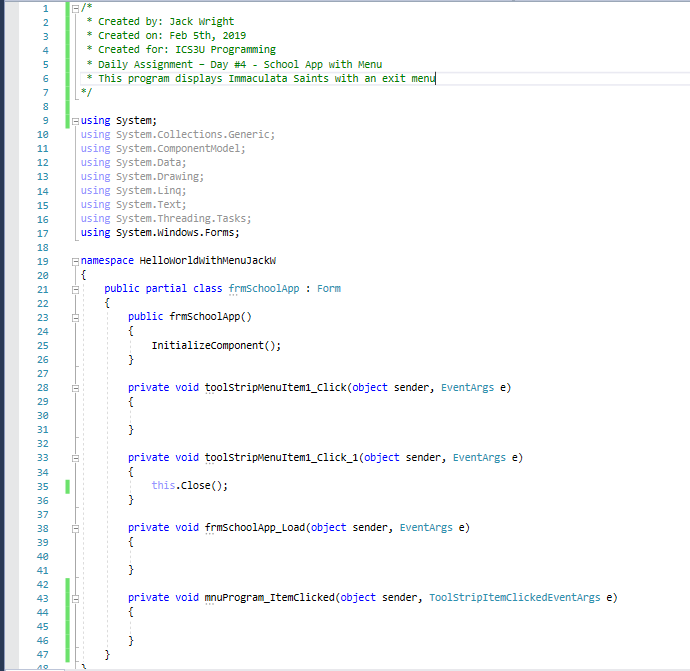 1 /*
2 * Created by: Jack Wright
3 * Created on: Feb 5th, 2019
4 * Created for: ICS3U Programming
5 * Daily Assignment – Day #4 - School App with Menu
6 * This program displays Immaculata Saints with an exit menu
7 */
8
9 using System;
10 using System.Collections.Generic;
11 using System.ComponentModel;
12 using System.Data;
13 using System.Drawing;
14 using System.Linq;
15 using System.Text;
16 using System.Threading.Tasks;
17 using System.Windows.Forms;
18
19 namespace HelloWorldWithMenuJackW
20 {
21 public partial class frmSchoolApp : Form
22 {
23 public frmSchoolApp()
24 {
25 InitializeComponent();
26 }
27
28 private void toolStripMenuItem1_Click(object sender, EventArgs e)
29 {
30
31 }
32
33 private void toolStripMenuItem1_Click_1(object sender, EventArgs e)
34 {
35 this.Close();
36 }
37
38 private void frmSchoolApp_Load(object sender, EventArgs e)
39 {
40
41 }
42
43 private void mnuProgram_ItemClicked(object sender, ToolStripItemClickedEventArgs e)
44 {
45
46 }
47 }
48 }